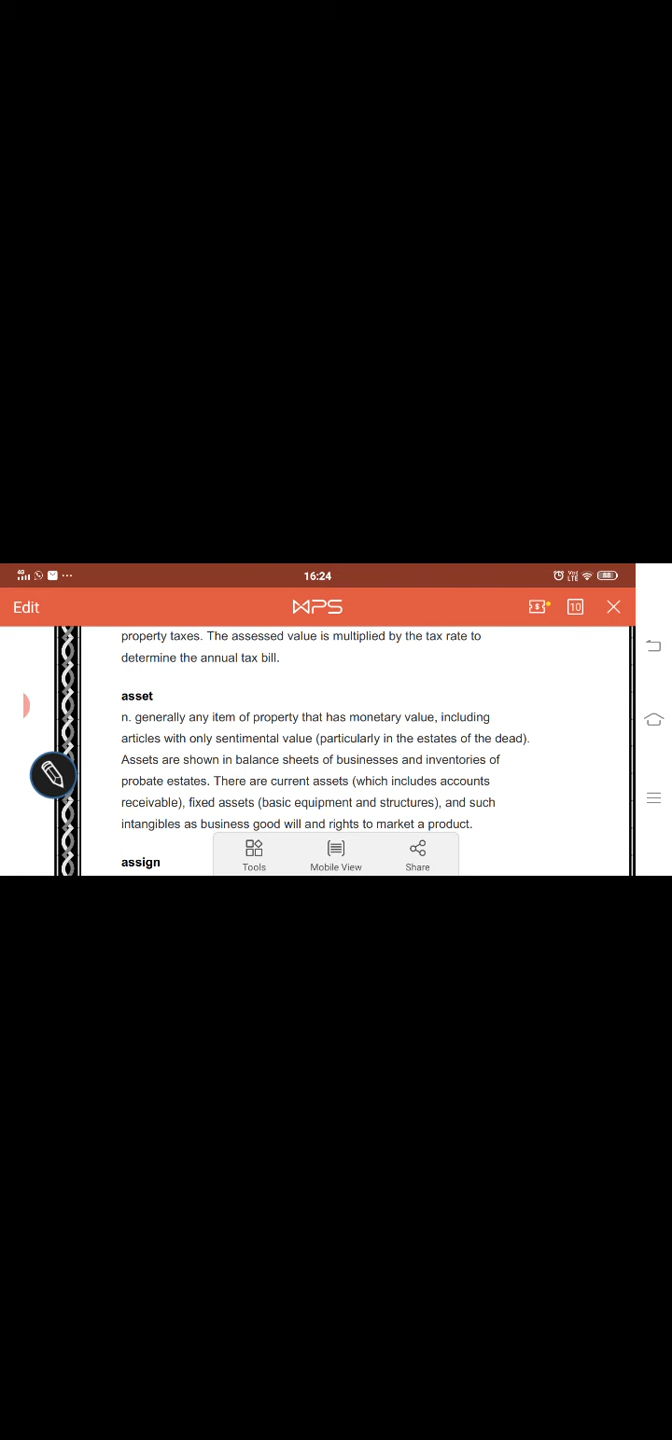 16:24
Edit
WPS
10
property taxes. The assessed value is multiplied by the tax rate to
determine the annual tax bill.
asset
n. generally any item of property that has monetary value, including
articles with only sentimental value (particularly in the estates of the dead).
Assets are shown in balance sheets of businesses and inventories of
probate estates. There are current assets (which includes accounts
receivable), fixed assets (basic equipment and structures), and such
intangibles as business good will and rights to market a product.
assign
Tools
Mobile View
Share